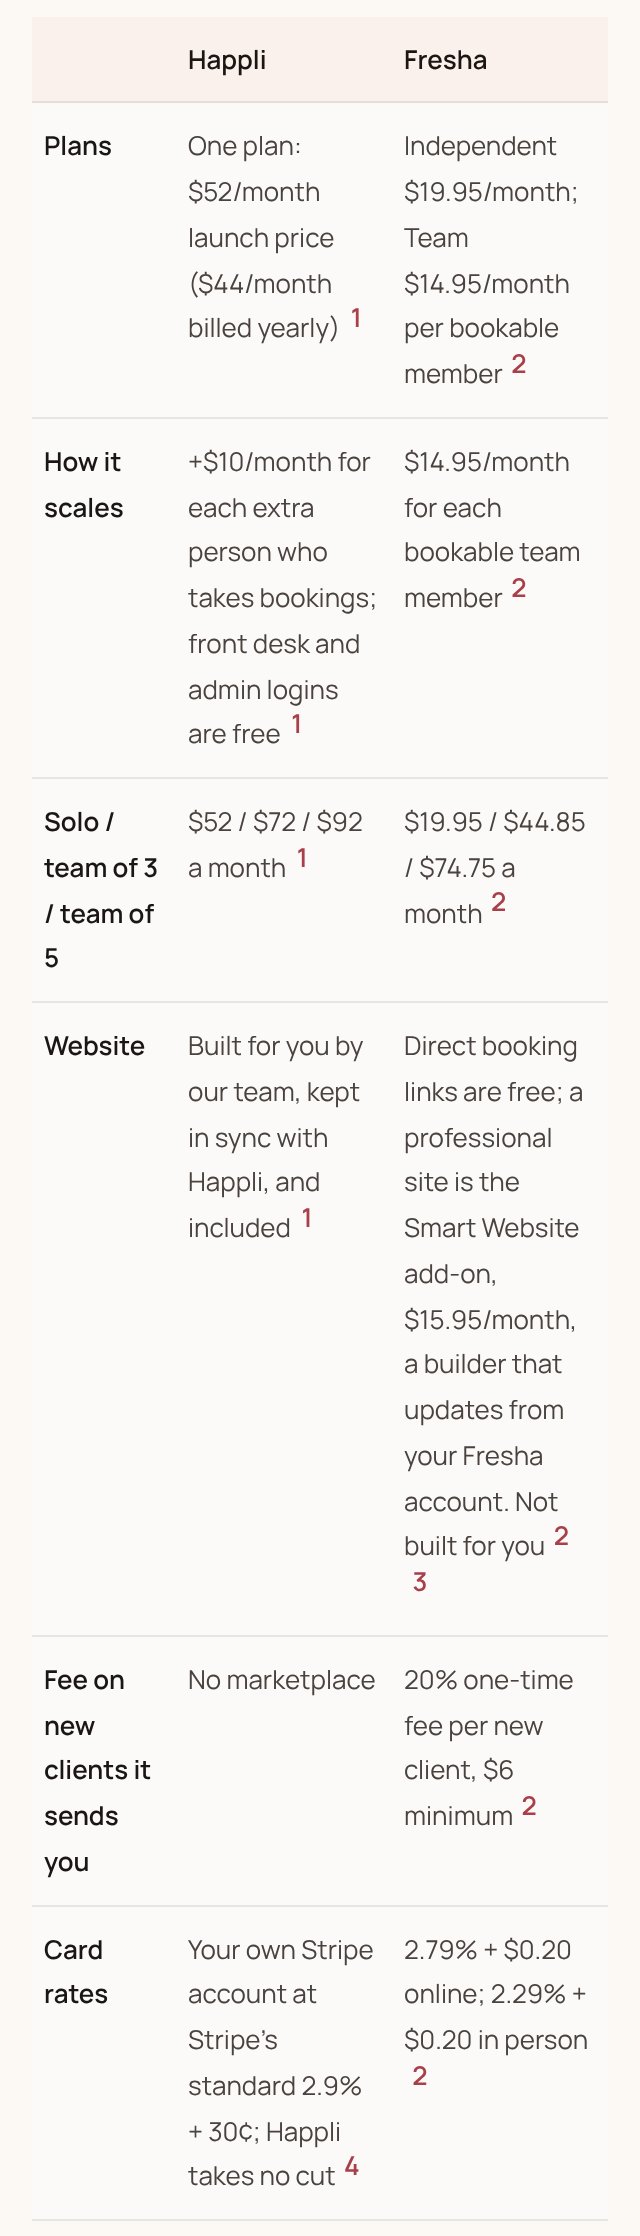 Happli Fresha
Plans
One plan:
$52/month
launch price
($44/month
billed yearly) 1
Independent
$19.95/month;
Team
$14.95/month
per bookable
member 2
How it
scales
+$10/month for
each extra
person who
takes bookings;
front desk and
admin logins
are free 1
$14.95/month
for each
bookable team
member 2
Solo /
team of 3
/ team of
5
$52 / $72 / $92
a month 1
$19.95 / $44.85
/ $74.75 a
month 2
Website
Built for you by
our team, kept
in sync with
Happli, and
included 1
Direct booking
links are free; a
professional
site is the
Smart Website
add-on,
$15.95/month,
a builder that
updates from
your Fresha
account. Not
built for you 2
3
Fee on
new
clients it
sends
you
No marketplace
20% one-time
fee per new
client, $6
minimum 2
Card
rates
Your own Stripe
account at
Stripe’s
standard 2.9%
+ 30¢; Happli
takes no cut 4
2.79% + $0.20
online; 2.29% +
$0.20 in person
2